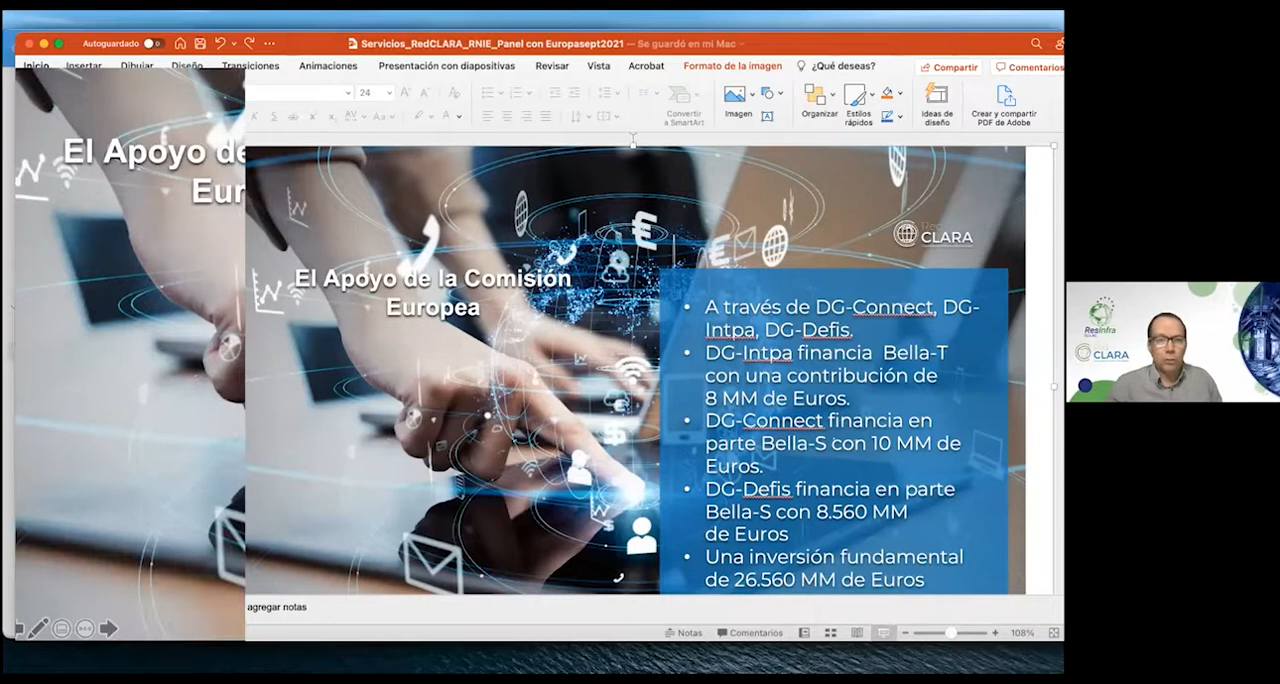 Autoguardado
Servicios_RedCLARA_RNIE_Panel con Europasept2021 — Se guardó en mi Mac
Inicio Insertar Dibujar Diseño Transiciones Animaciones Presentación con diapositivas Revisar Vista Acrobat Formato de la imagen ¿Qué deseas? Compartir Comentarios
24
Convertir
a SmartArt
Imagen
Organizar
Estilos
rápidos
Ideas de
diseño
Crear y compartir
PDF de Adobe
El Apoyo de
Eur
CLARA
El Apoyo de la Comisión
Europea
• A través de DG-Connect, DG-
Intpa, DG-Defis.
• DG-Intpa financia Bella-T
con una contribución de
8 MM de Euros.
• DG-Connect financia en
parte Bella-S con 10 MM de
Euros.
• DG-Defis financia en parte
Bella-S con 8.560 MM
de Euros
• Una inversión fundamental
de 26.560 MM de Euros
ResInfra
CLARA
agregar notas
Notas Comentarios 108%